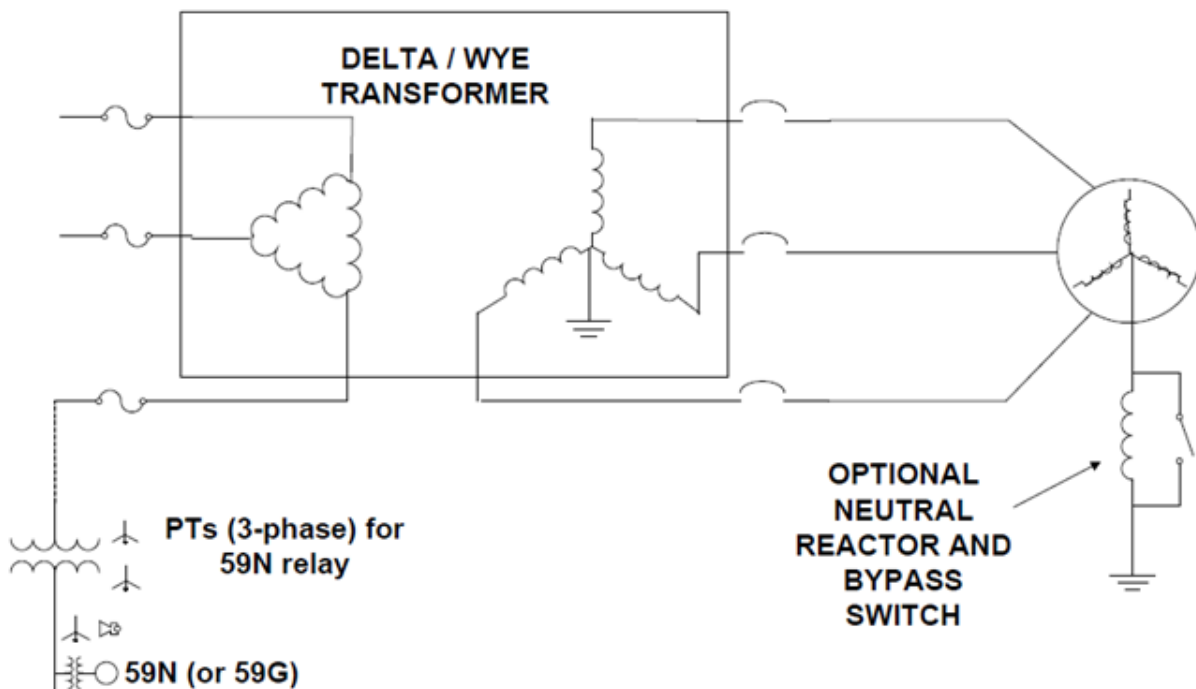 DELTA / WYE
TRANSFORMER
OPTIONAL
NEUTRAL
REACTOR AND
BYPASS
SWITCH
PTs (3-phase) for
59N relay
59N (or 59G)